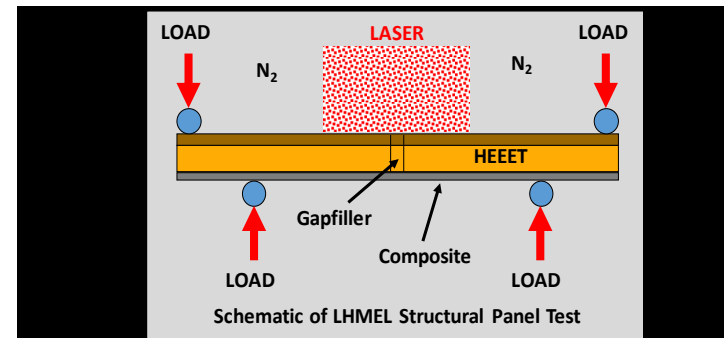 LOAD
LASER
LOAD
N₂
N₂
HEEET
Gapfiller
Composite
LOAD
LOAD
Schematic of LHMEL Structural Panel Test